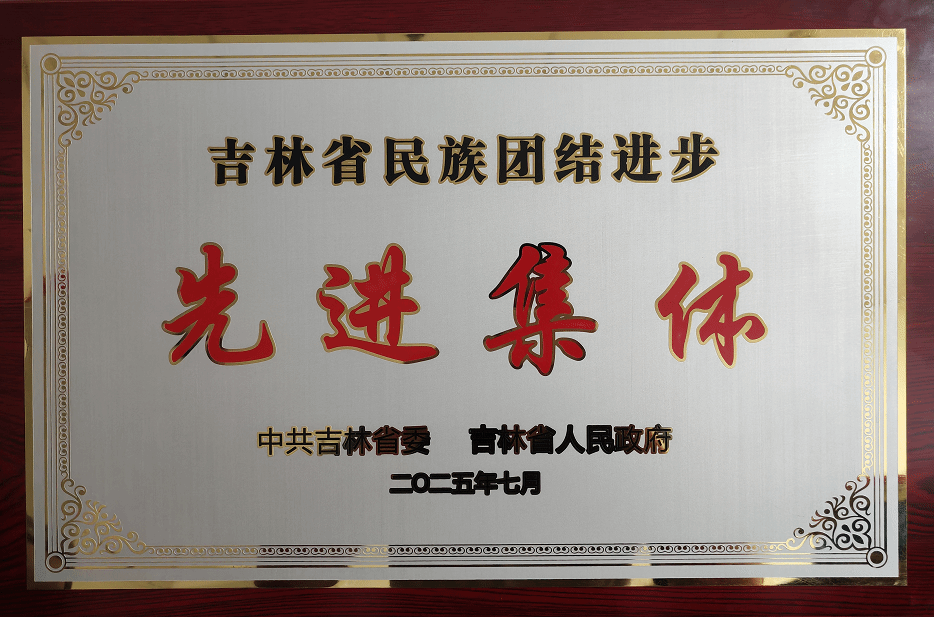 吉林省民族团结进步
先进集体
中共吉林省委 吉林省人民政府
二〇二五年七月